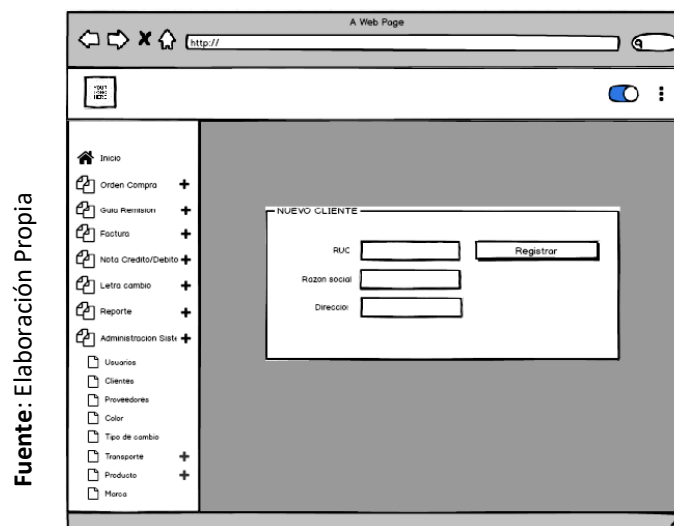 A Web Page
http://
Inicio
Orden Compra
Guia Remision
Factura
Nota Credito/Debito
Letra cambio
Reporte
Administracion Siste
Usuarios
Clientes
Proveedores
Color
Tipo de cambio
Transporte
Producto
Marca
NUEVO CLIENTE
RUC
Registrar
Razon social
Direccior
Fuente: Elaboración Propia